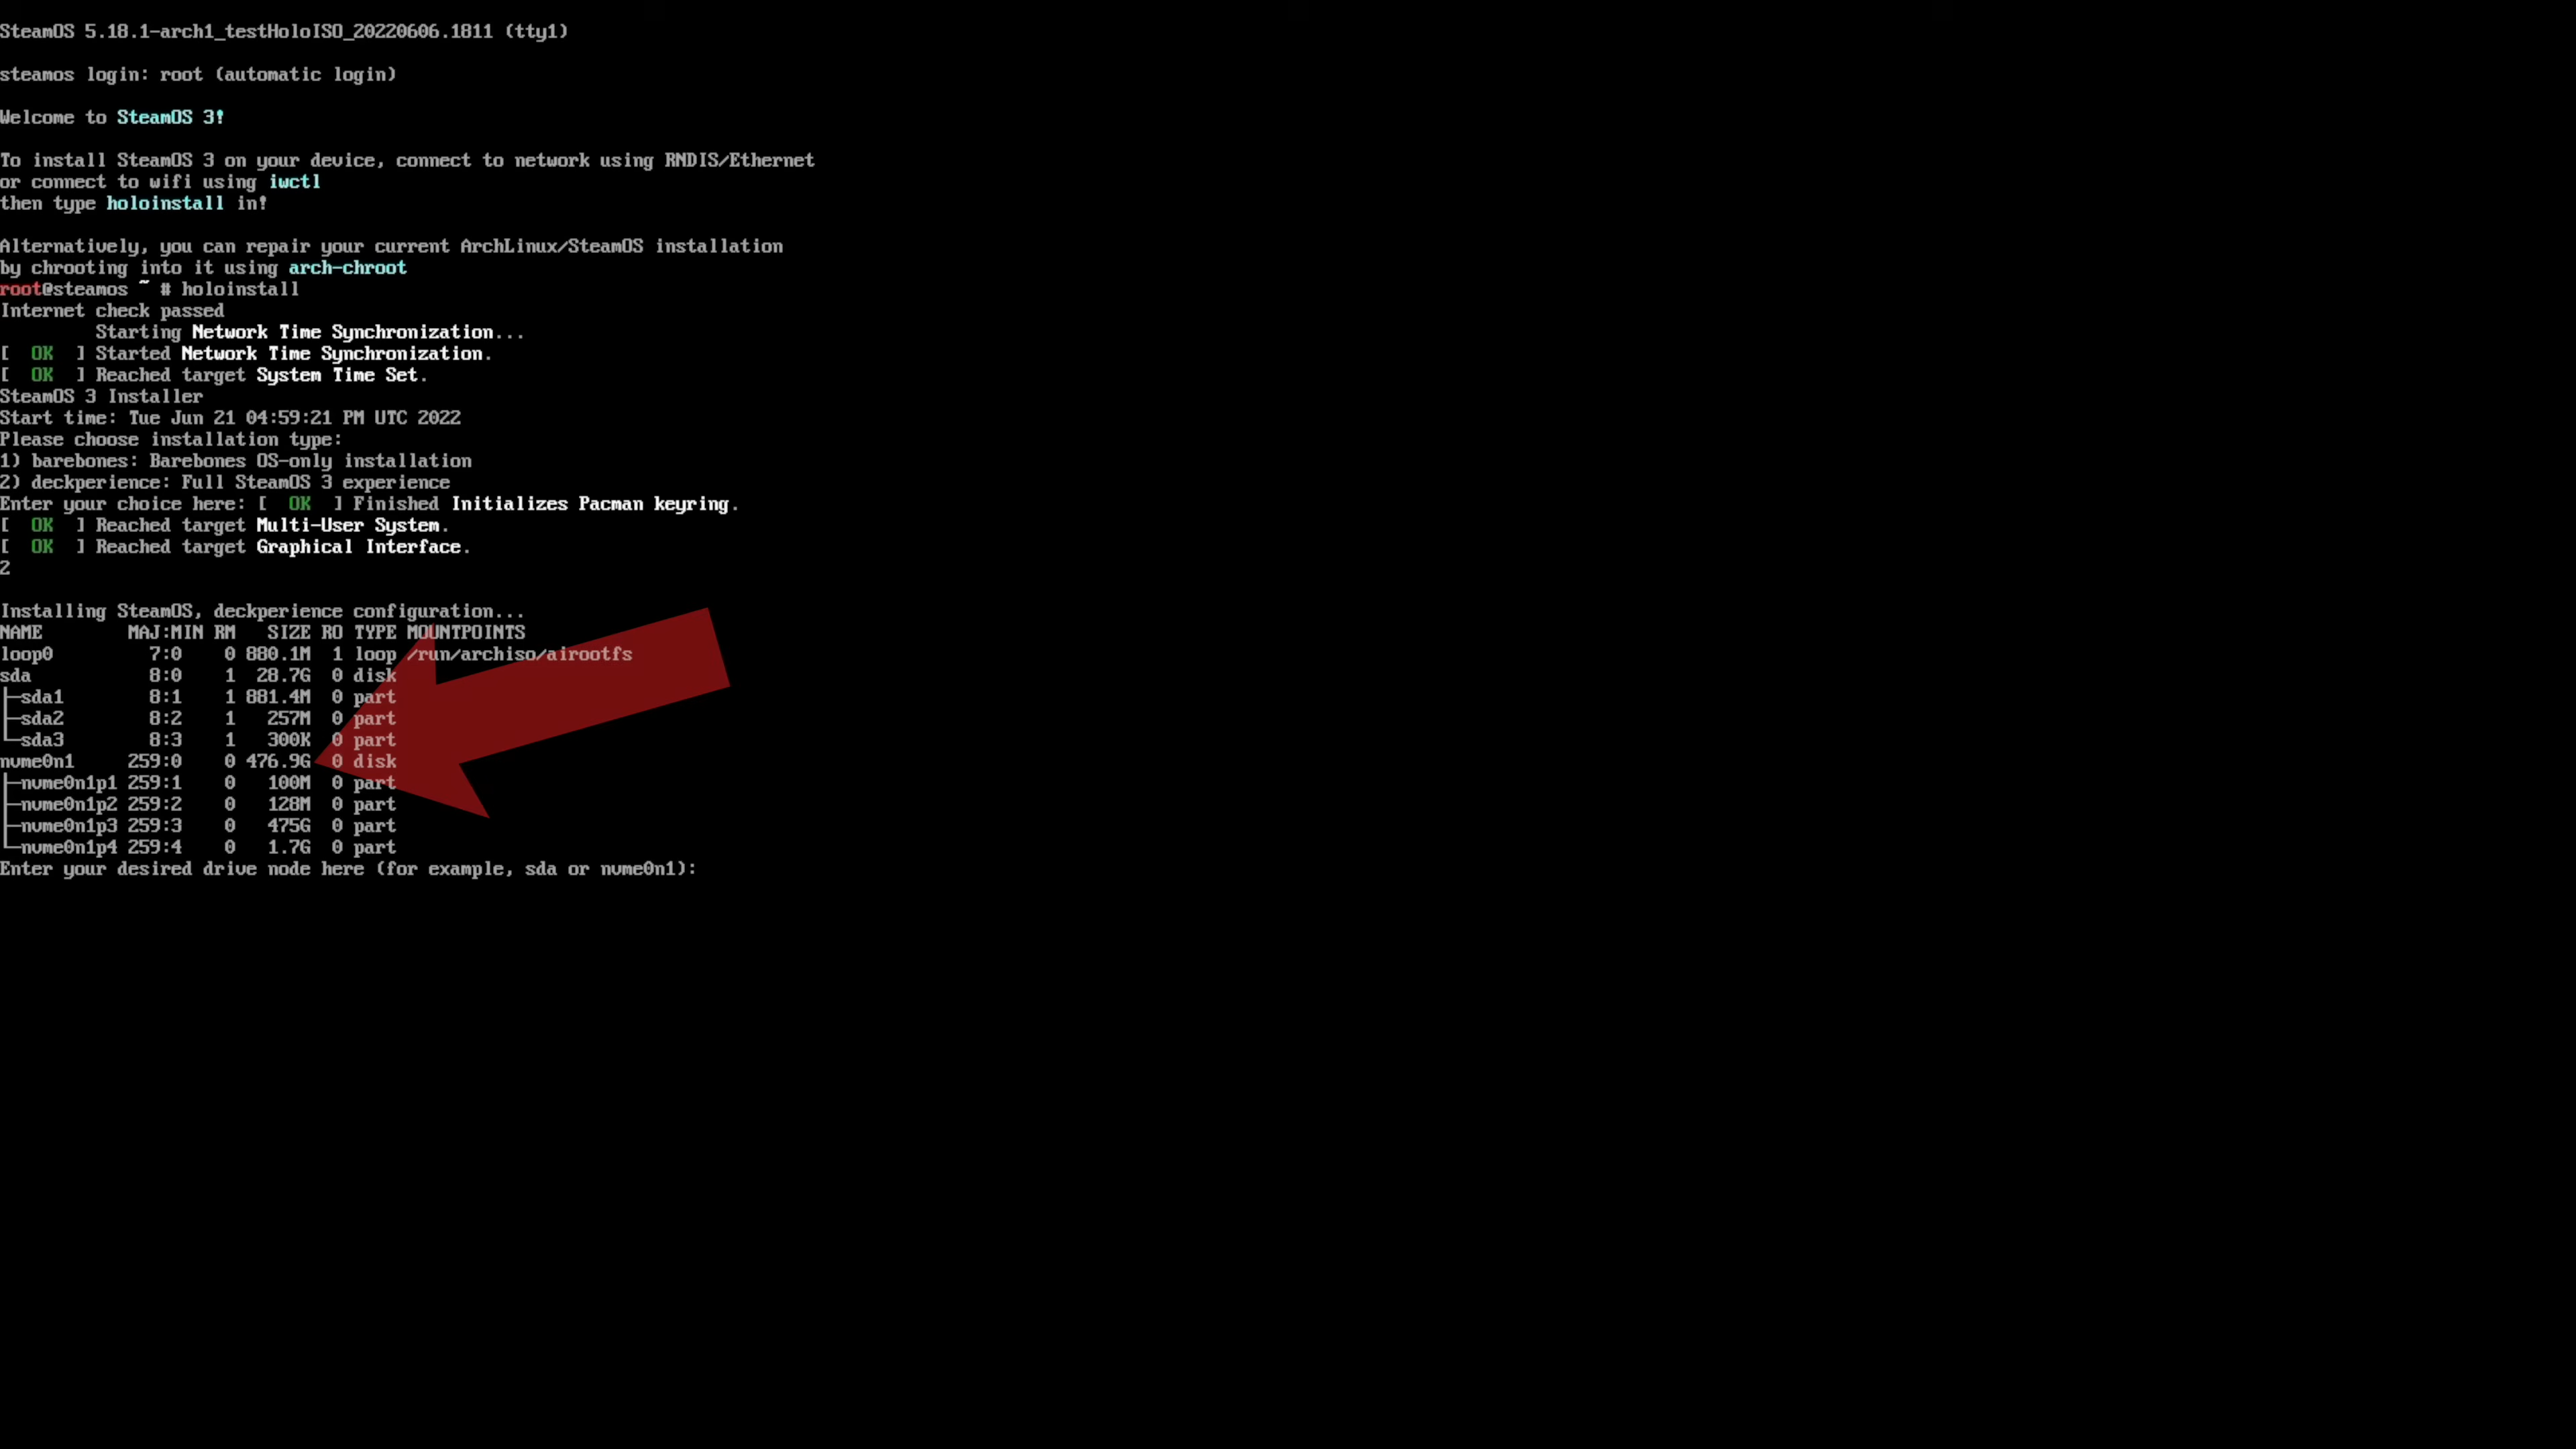 SteamOS 5.18.1-arch1_testHoloISO_20220606.1811 (tty1)
steamos login: root (automatic login)
Welcome to SteamOS 3!
To install SteamOS 3 on your device, connect to network using RNDIS/Ethernet
or connect to wifi using iwctl
then type holoinstall in!
Alternatively, you can repair your current ArchLinux/SteamOS installation
by chrooting into it using arch-chroot
root@steamos ~ # holoinstall
Internet check passed
         Starting Network Time Synchronization...
[  OK  ] Started Network Time Synchronization.
[  OK  ] Reached target System Time Set.
SteamOS 3 Installer
Start time: Tue Jun 21 04:59:21 PM UTC 2022
Please choose installation type:
1) barebones: Barebones OS-only installation
2) deckperience: Full SteamOS 3 experience
Enter your choice here: [  OK  ] Finished Initializes Pacman keyring.
[  OK  ] Reached target Multi-User System.
[  OK  ] Reached target Graphical Interface.
2
Installing SteamOS, deckperience configuration...
NAME        MAJ:MIN RM   SIZE RO TYPE MOUNTPOINTS
loop0         7:0    0 880.1M  1 loop /run/archiso/airootfs
sda           8:0    1  28.7G  0 disk
├─sda1        8:1    1 881.4M  0 part
├─sda2        8:2    1   257M  0 part
└─sda3        8:3    1   300K  0 part
nvme0n1     259:0    0 476.9G  0 disk
├─nvme0n1p1 259:1    0   100M  0 part
├─nvme0n1p2 259:2    0   128M  0 part
├─nvme0n1p3 259:3    0   475G  0 part
└─nvme0n1p4 259:4    0   1.7G  0 part
Enter your desired drive node here (for example, sda or nvme0n1):